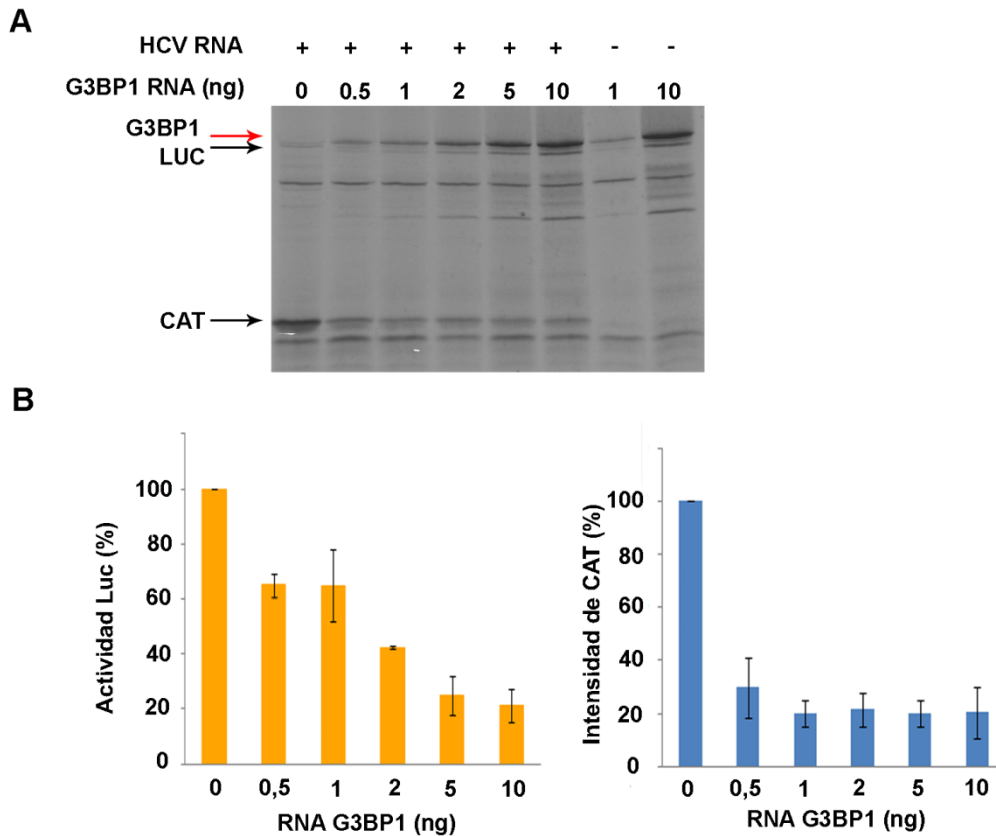 A
HCV RNA + + + + + + - -
G3BP1 RNA (ng) 0 0.5 1 2 5 10 1 10
G3BP1
LUC
CAT
B
Actividad Luc (%)
100
80
60
40
20
0
0 0,5 1 2 5 10
RNA G3BP1 (ng)
Intensidad de CAT (%)
100
80
60
40
20
0
0 0,5 1 2 5 10
RNA G3BP1 (ng)